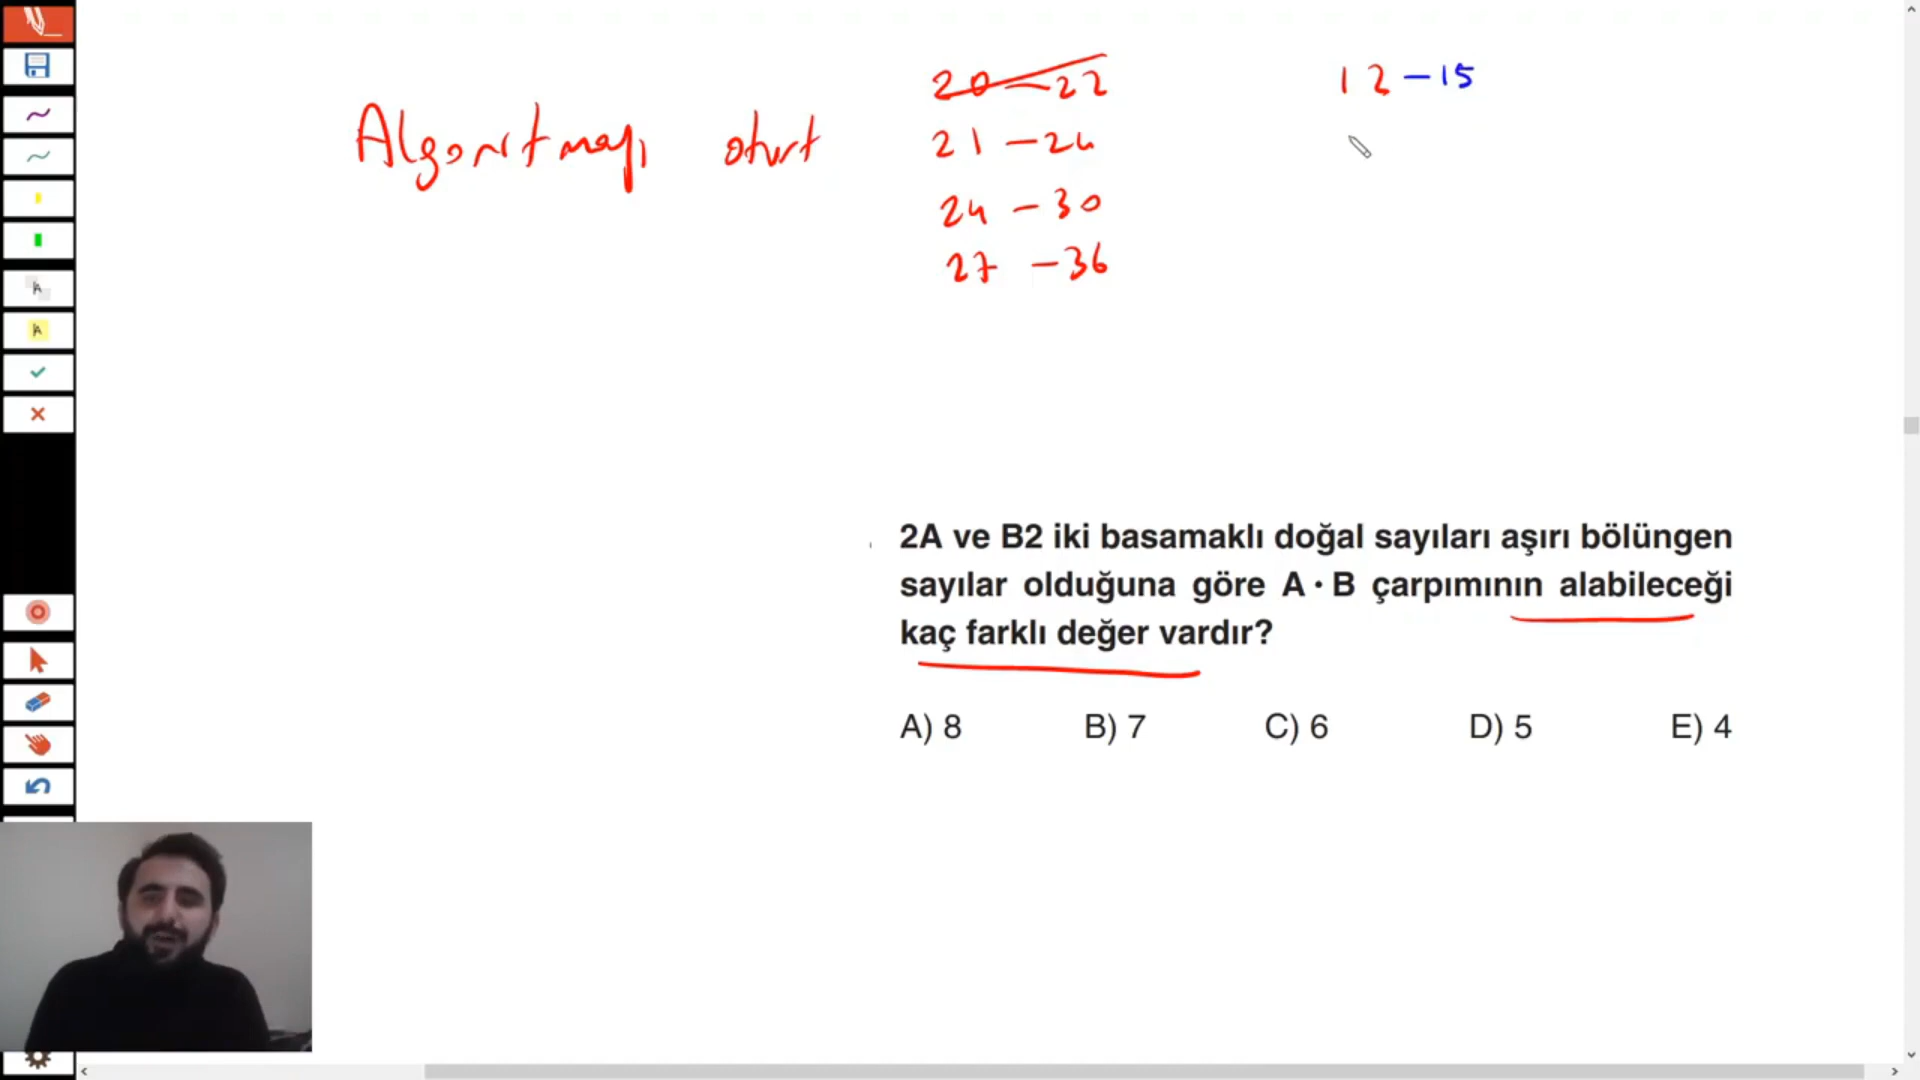 Algoritmayı oturt
20 - 22
21 - 24
24 - 30
27 - 36
12 - 15
2A ve B2 iki basamaklı doğal sayıları aşırı bölüngen
sayılar olduğuna göre A · B çarpımının alabileceği
kaç farklı değer vardır?
A) 8 B) 7 C) 6 D) 5 E) 4